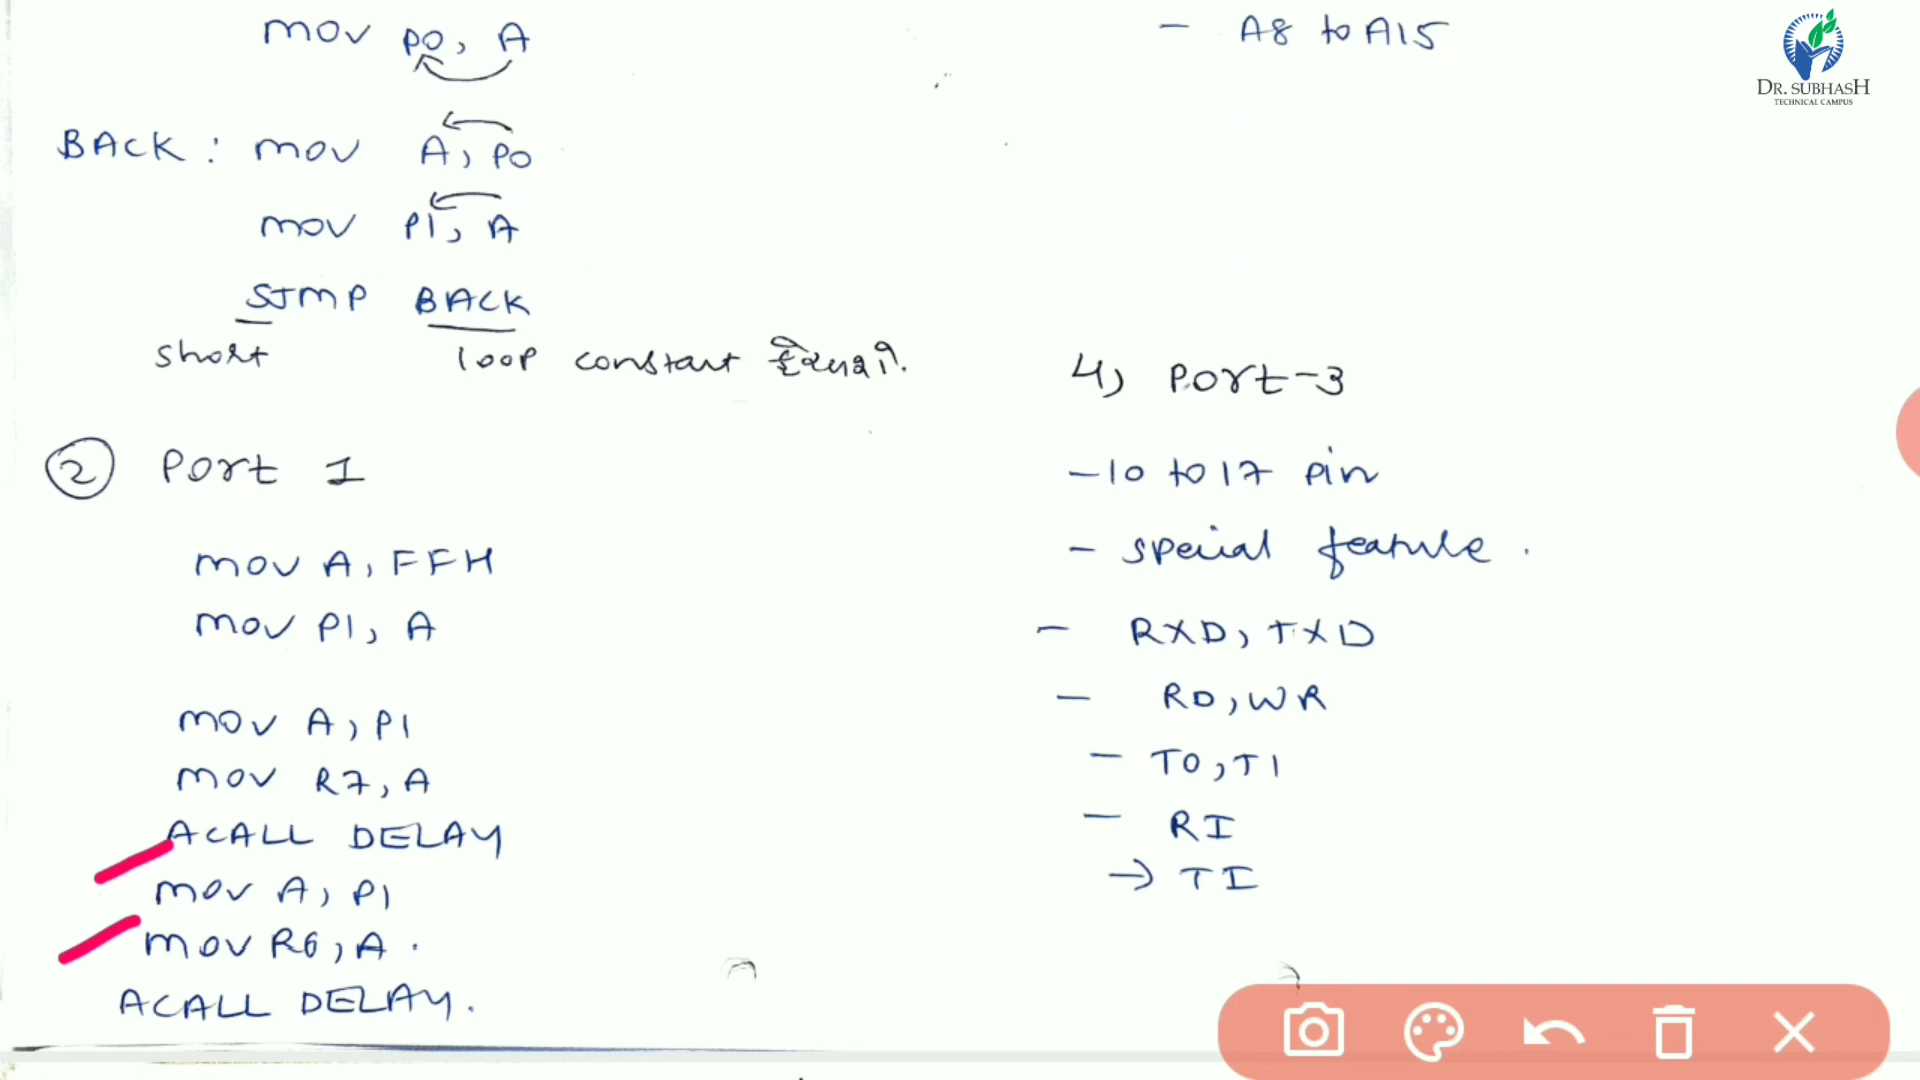 mov P0, A
BACK : mov A, P0
mov P1, A
SJMP BACK
short loop constant ફેરવશે.
② Port 1
mov A, FFH
mov P1, A
mov A, P1
mov R7, A
ACALL DELAY
mov A, P1
mov R6, A.
ACALL DELAY.
- A8 to A15
4) Port-3
- 10 to 17 pin
- special feature.
- RXD, TXD
- RD, WR
- T0, T1
- RI
→ TI
DR. SUBHASH
TECHNICAL CAMPUS